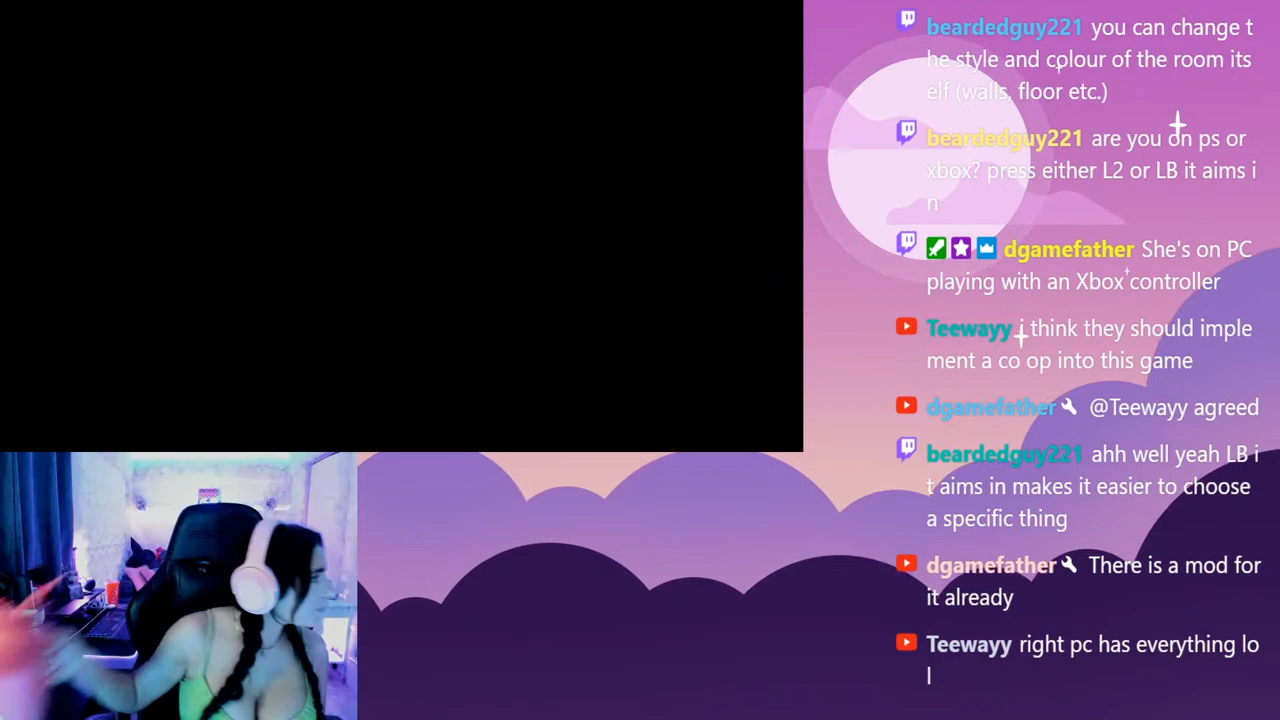 beardedguy221 you can change t
he style and colour of the room its
elf (walls, floor etc.)
beardedguy221 are you on ps or
xbox? press either L2 or LB it aims i
n
dgamefather She's on PC
playing with an Xbox controller
Teewayy i think they should imple
ment a co op into this game
dgamefather @Teewayy agreed
beardedguy221 ahh well yeah LB i
t aims in makes it easier to choose
a specific thing
dgamefather There is a mod for
it already
Teewayy right pc has everything lo
l